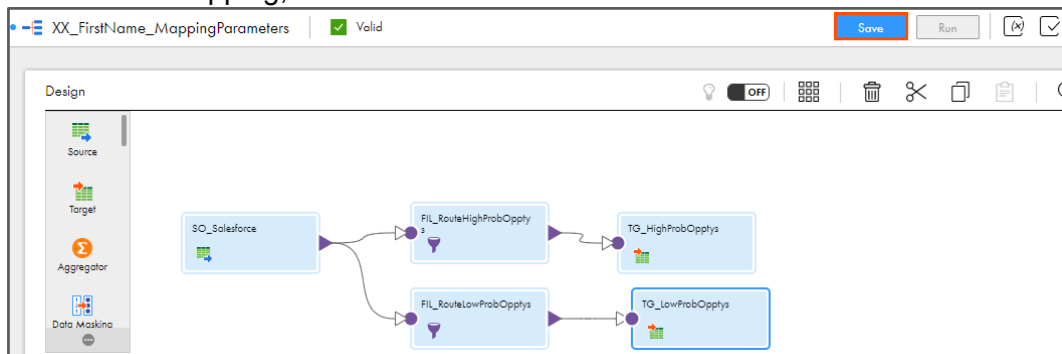 XX_FirstName_MappingParameters
Valid
Save
Run
(x)
Design
OFF
Source
Target
Aggregator
Data Masking
SO_Salesforce
FIL_RouteHighProbOppty
s
TG_HighProbOpptys
FIL_RouteLowProbOpptys
TG_LowProbOpptys